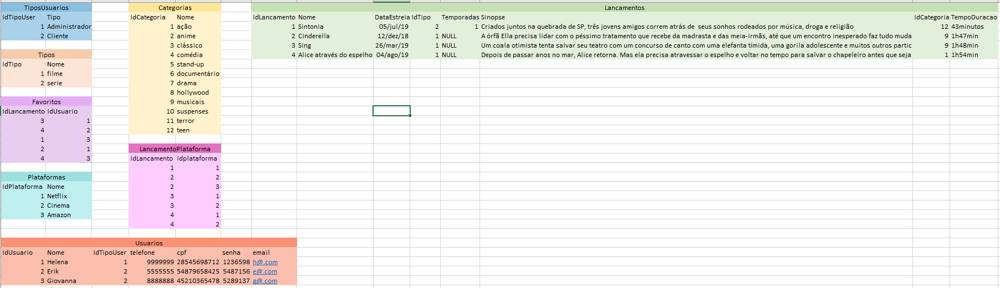 TiposUsuarios
IdTipoUser Tipo
1 Administrador
2 Cliente
Tipos
IdTipo Nome
1 filme
2 serie
Favoritos
IdLancamento IdUsuario
3 1
4 2
1 3
2 1
4 3
Plataformas
IdPlataforma Nome
1 Netflix
2 Cinema
3 Amazon
Categorias
IdCategoria Nome
1 ação
2 anime
3 clássico
4 comédia
5 stand-up
6 documentário
7 drama
8 hollywood
9 musicais
10 suspenses
11 terror
12 teen
LancamentoPlataforma
IdLancamento Idplataforma
1 1
2 2
2 3
3 1
3 2
4 1
4 2
Lancamentos
IdLancamento Nome DataEstreia IdTipo Temporadas Sinopse IdCategoria TempoDuracao
1 Sintonia 05/jul/19 2 1 Criados juntos na quebrada de SP, três jovens amigos correm atrás de seus sonhos rodeados por música, droga e religião 12 43minutos
2 Cinderella 12/dez/18 1 NULL A órfã Ella precisa lidar com o péssimo tratamento que recebe da madrasta e das meia-irmãs, até que um encontro inesperado faz tudo muda 9 1h47min
3 Sing 26/mar/19 1 NULL Um coala otimista tenta salvar seu teatro com um concurso de canto com uma elefanta tímida, uma gorila adolescente e muitos outros partic 9 1h48min
4 Alice através do espelho 04/ago/19 1 NULL Depois de passar anos no mar, Alice retorna. Mas ela precisa atravessar o espelho e voltar no tempo para salvar o chapeleiro antes que seja 1 1h54min
Usuarios
IdUsuario Nome IdTipoUser telefone cpf senha email
1 Helena 1 9999999 28545698712 1236598 h@.com
2 Erik 2 5555555 54879658425 5487156 e@.com
3 Giovanna 2 8888888 45210365478 5289137 g@.com